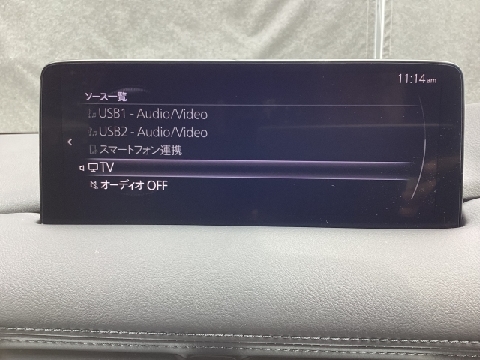 11:14am
ソース一覧
USB1 - Audio/Video
USB2 - Audio/Video
スマートフォン連携
TV
オーディオ OFF